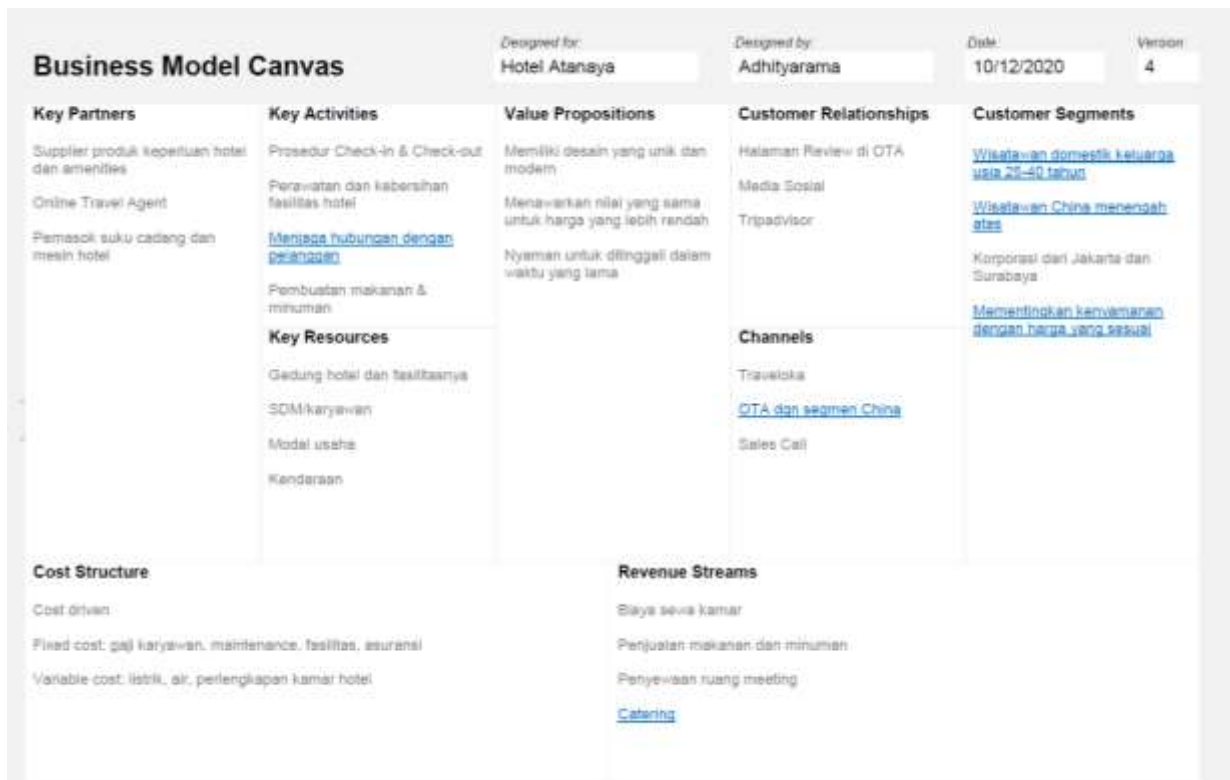 Business Model Canvas
Designed for:
Hotel Atanaya
Designed by:
Adhityarama
Date:
10/12/2020
Version:
4
Key Partners
Supplier produk keperluan hotel
dan amenities
Online Travel Agent
Pemasok suku cadang dan
mesin hotel
Key Activities
Prosedur Check-in & Check-out
Perawatan dan kebersihan
fasilitas hotel
Menjaga hubungan dengan
pelanggan
Pembuatan makanan &
minuman
Key Resources
Gedung hotel dan fasilitasnya
SDM/karyawan
Modal usaha
Kendaraan
Value Propositions
Memiliki desain yang unik dan
modern
Menawarkan nilai yang sama
untuk harga yang lebih rendah
Nyaman untuk ditinggali dalam
waktu yang lama
Customer Relationships
Halaman Review di OTA
Media Sosial
Tripadvisor
Channels
Traveloka
OTA dgn segmen China
Sales Call
Customer Segments
Wisatawan domestik keluarga
usia 25-40 tahun
Wisatawan China menengah
atas
Korporasi dari Jakarta dan
Surabaya
Mementingkan kenyamanan
dengan harga yang sesuai
Cost Structure
Cost driven
Fixed cost: gaji karyawan, maintenance, fasilitas, asuransi
Variable cost: listrik, air, perlengkapan kamar hotel
Revenue Streams
Biaya sewa kamar
Penjualan makanan dan minuman
Penyewaan ruang meeting
Catering